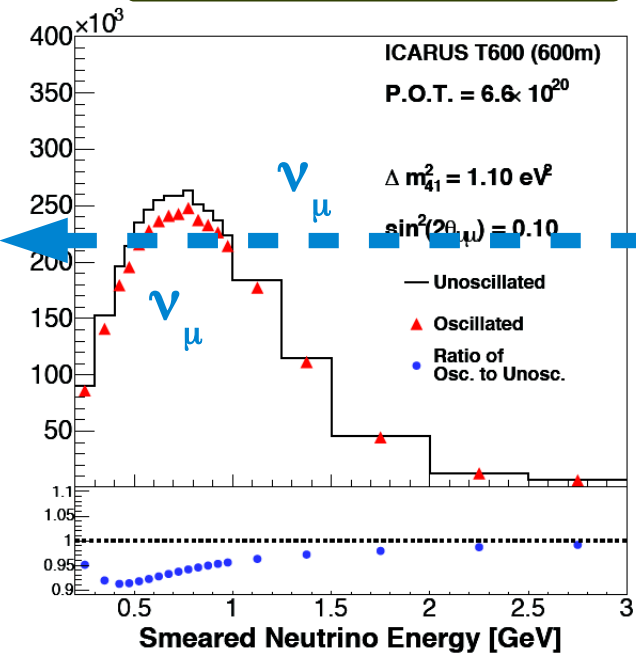 ×10³
400
350
300
250
200
150
100
50
ICARUS T600 (600m)
P.O.T. = 6.6× 10²⁰
Δ m²₄₁ = 1.10 eV²
sin²(2θμμ) = 0.10
νμ
νμ
Unoscillated
Oscillated
Ratio of
Osc. to Unosc.
1.1
1.05
1
0.95
0.9
0.5 1 1.5 2 2.5 3
Smeared Neutrino Energy [GeV]